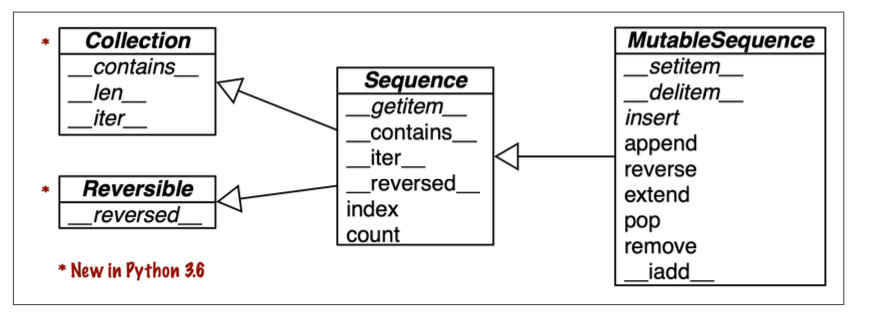 * Collection
__contains__
__len__
__iter__
* Reversible
__reversed__
* New in Python 3.6
Sequence
__getitem__
__contains__
__iter__
__reversed__
index
count
MutableSequence
__setitem__
__delitem__
insert
append
reverse
extend
pop
remove
__iadd__